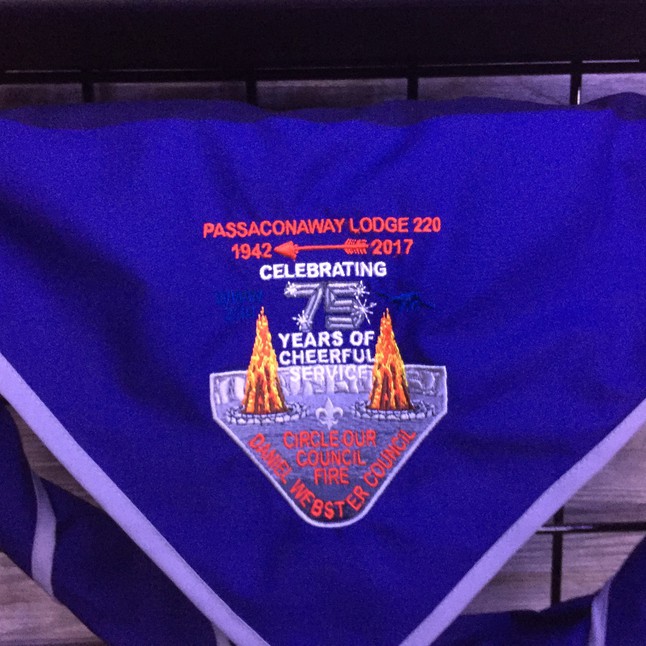 PASSACONAWAY LODGE 220
1942 2017
CELEBRATING
75
YEARS OF
CHEERFUL
SERVICE
CIRCLE OUR
COUNCIL
FIRE
DANIEL WEBSTER COUNCIL